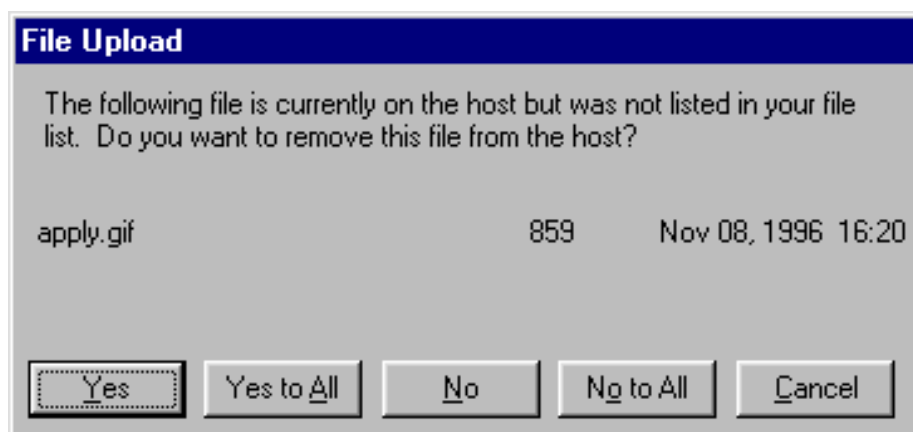 File Upload
The following file is currently on the host but was not listed in your file
list. Do you want to remove this file from the host?
apply.gif 859 Nov 08, 1996 16:20
Yes Yes to All No No to All Cancel